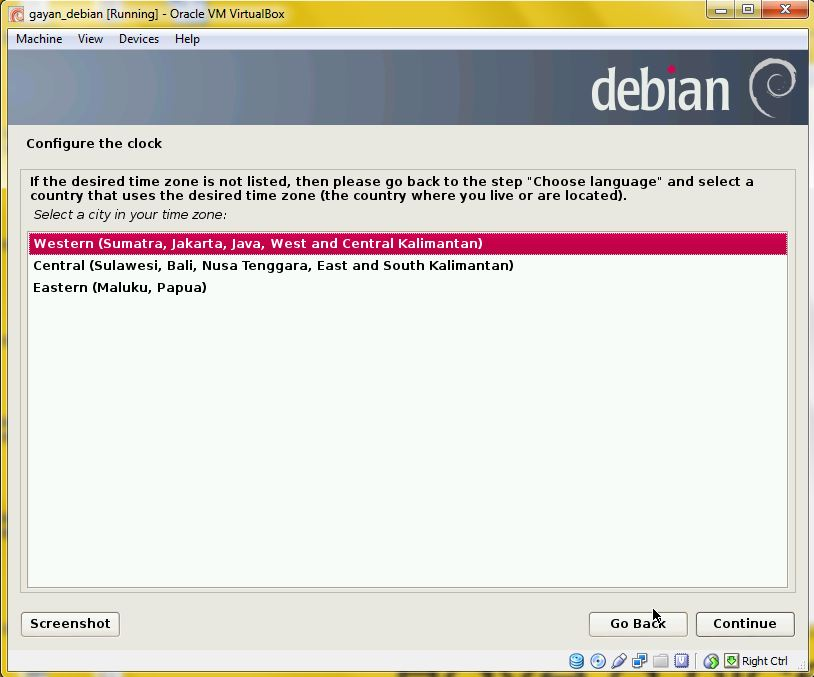 gayan_debian [Running] - Oracle VM VirtualBox
Machine View Devices Help
debian
Configure the clock
If the desired time zone is not listed, then please go back to the step "Choose language" and select a
country that uses the desired time zone (the country where you live or are located).
Select a city in your time zone:
Western (Sumatra, Jakarta, Java, West and Central Kalimantan)
Central (Sulawesi, Bali, Nusa Tenggara, East and South Kalimantan)
Eastern (Maluku, Papua)
Screenshot Go Back Continue
Right Ctrl